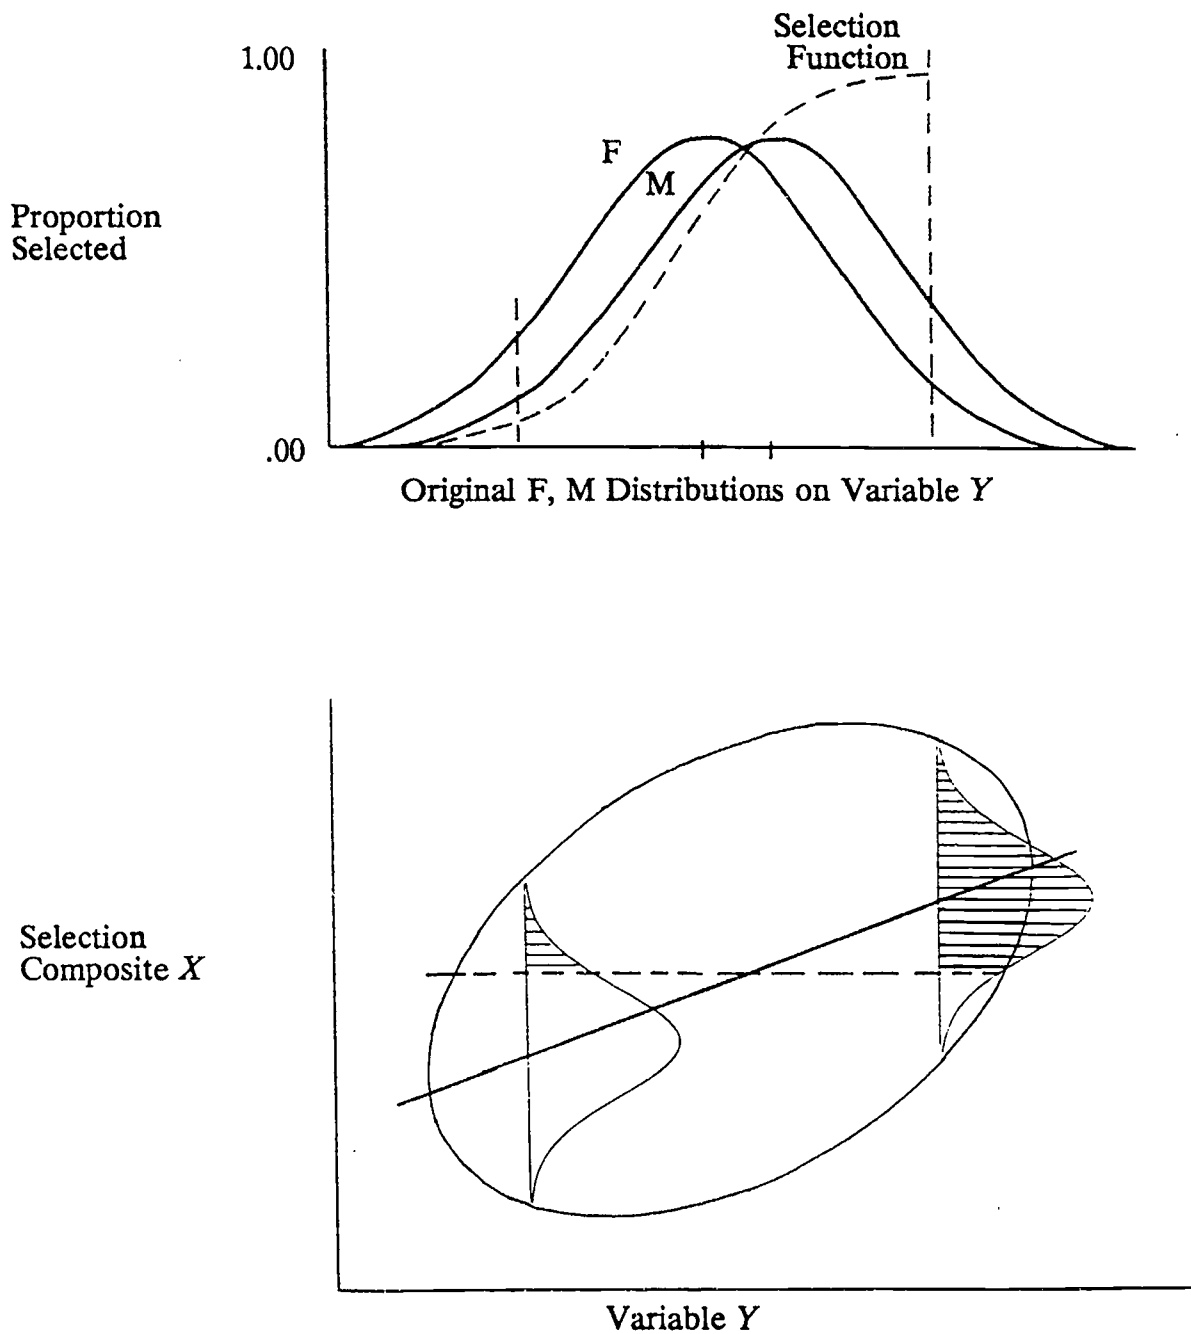 Selection
Function
1.00
F
M
Proportion
Selected
.00
Original F, M Distributions on Variable Y
Selection
Composite X
Variable Y